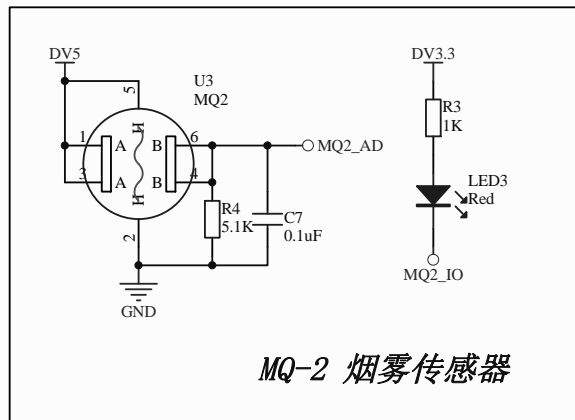 DV5
DV3.3
U3
MQ2
5
1
A
B
6
MQ2_AD
3
A
B
4
H
H
2
R4
5.1K
C7
0.1uF
GND
R3
1K
LED3
Red
MQ2_IO
MQ-2 烟雾传感器